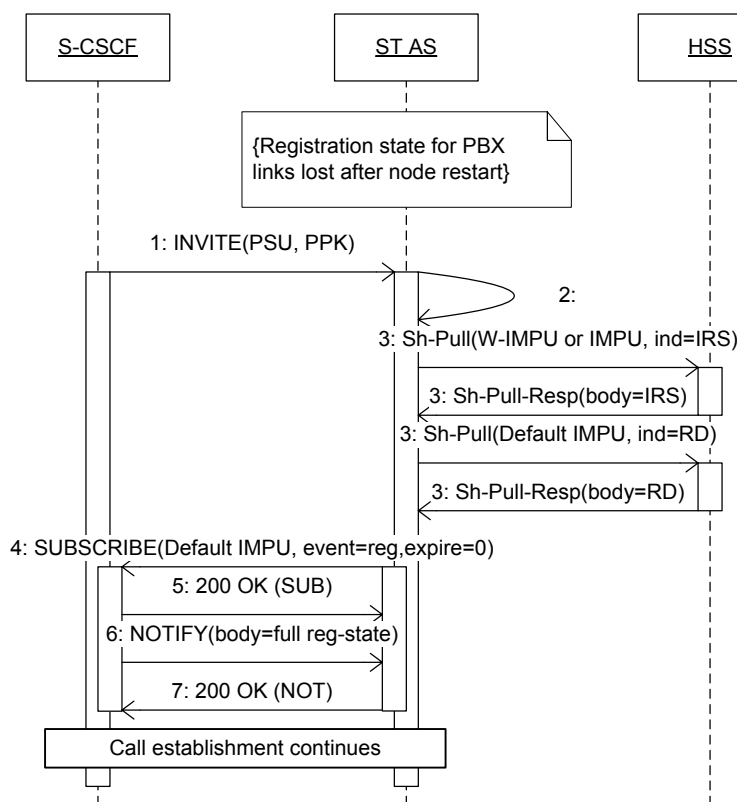 S-CSCF
ST AS
HSS
{Registration state for PBX
links lost after node restart}
1: INVITE(PSU, PPK)
2:
3: Sh-Pull(W-IMPU or IMPU, ind=IRS)
3: Sh-Pull-Resp(body=IRS)
3: Sh-Pull(Default IMPU, ind=RD)
3: Sh-Pull-Resp(body=RD)
4: SUBSCRIBE(Default IMPU, event=reg,expire=0)
5: 200 OK (SUB)
6: NOTIFY(body=full reg-state)
7: 200 OK (NOT)
Call establishment continues